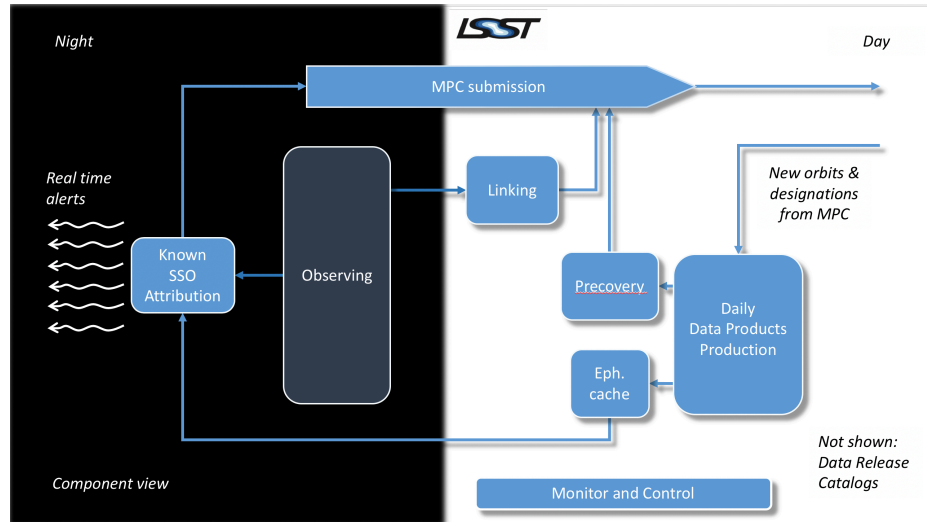 Night
LSST
Day
MPC submission
Real time
alerts
Linking
New orbits &
designations
from MPC
Known
SSO
Attribution
Observing
Precovery
Daily
Data Products
Production
Eph.
cache
Not shown:
Data Release
Catalogs
Component view
Monitor and Control